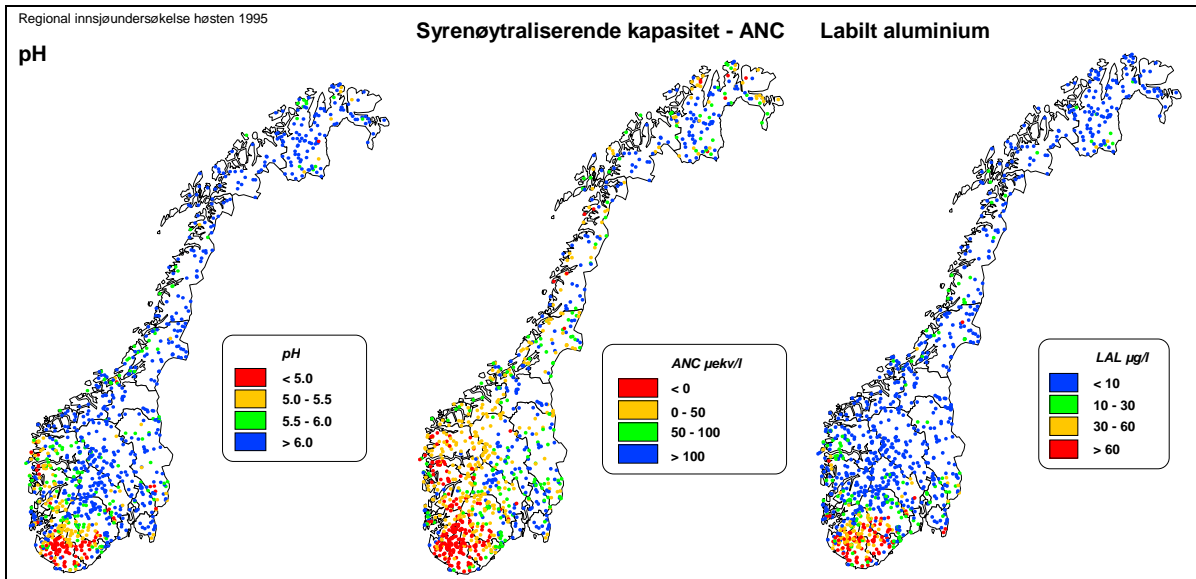 Regional innsjøundersøkelse høsten 1995
pH
Syrenøytraliserende kapasitet - ANC
Labilt aluminium
pH
< 5.0
5.0 - 5.5
5.5 - 6.0
> 6.0
ANC µekv/l
< 0
0 - 50
50 - 100
> 100
LAL µg/l
< 10
10 - 30
30 - 60
> 60